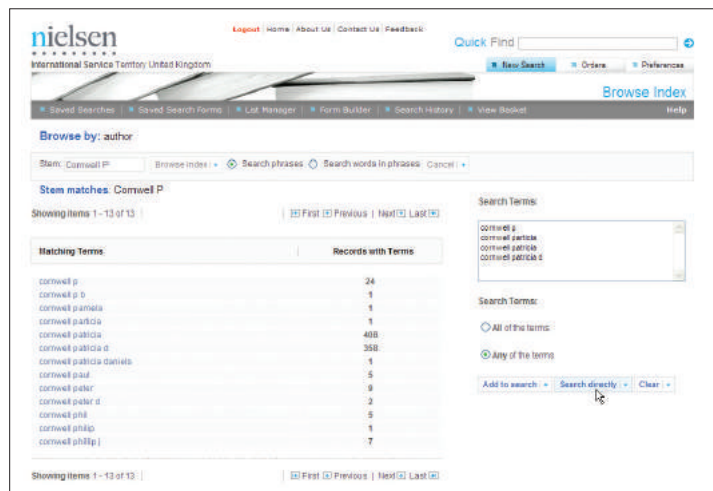 nielsen
Logout | Home | About Us | Contact Us | Feedback
Quick Find
International Service Territory United Kingdom
New Search
Orders
Preferences
Browse Index
Saved Searches | Saved Search Forms | List Manager | Form Builder | Search History | View Basket
Help
Browse by: author
Stem: Cornwell P
Browse index
Search phrases
Search words in phrases
Cancel
Stem matches: Cornwell P
Showing items 1 - 13 of 13
First Previous | Next Last
Matching Terms
Records with Terms
cornwell p 24
cornwell p b 1
cornwell pamela 1
cornwell particia 1
cornwell patricia 408
cornwell patricia d 358
cornwell patricia daniels 1
cornwell paul 5
cornwell peter 9
cornwell peter d 2
cornwell phil 5
cornwell philip 1
cornwell phillip j 7
Showing items 1 - 13 of 13
First Previous | Next Last
Search Terms:
cornwell p
cornwell particia
cornwell patricia
cornwell patricia d
Search Terms:
All of the terms
Any of the terms
Add to search
Search directly
Clear